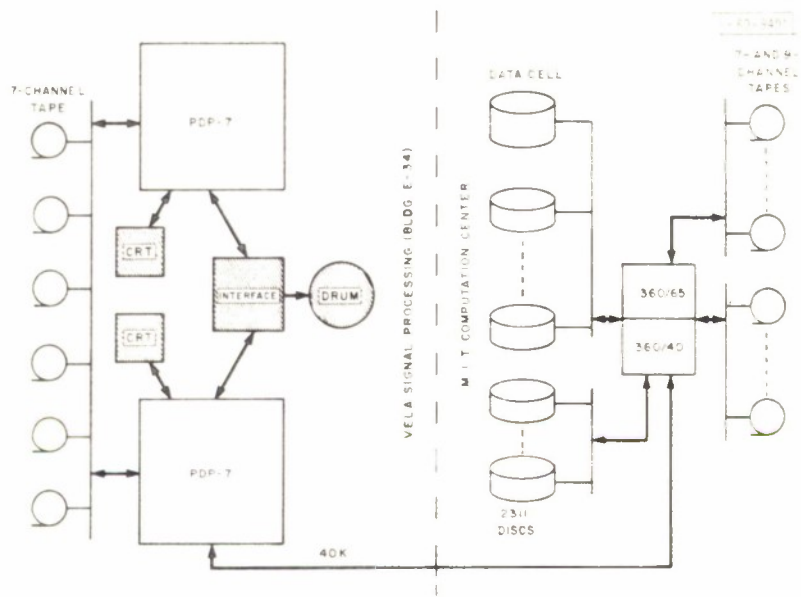 7-CHANNEL
TAPE
PDP-7
CRT
INTERFACE
DRUM
CRT
PDP-7
40K
VELA SIGNAL PROCESSING (BLDG E-34)
M I T COMPUTATION CENTER
DATA CELL
2311
DISCS
360/65
360/40
7-AND 9-
CHANNEL
TAPES